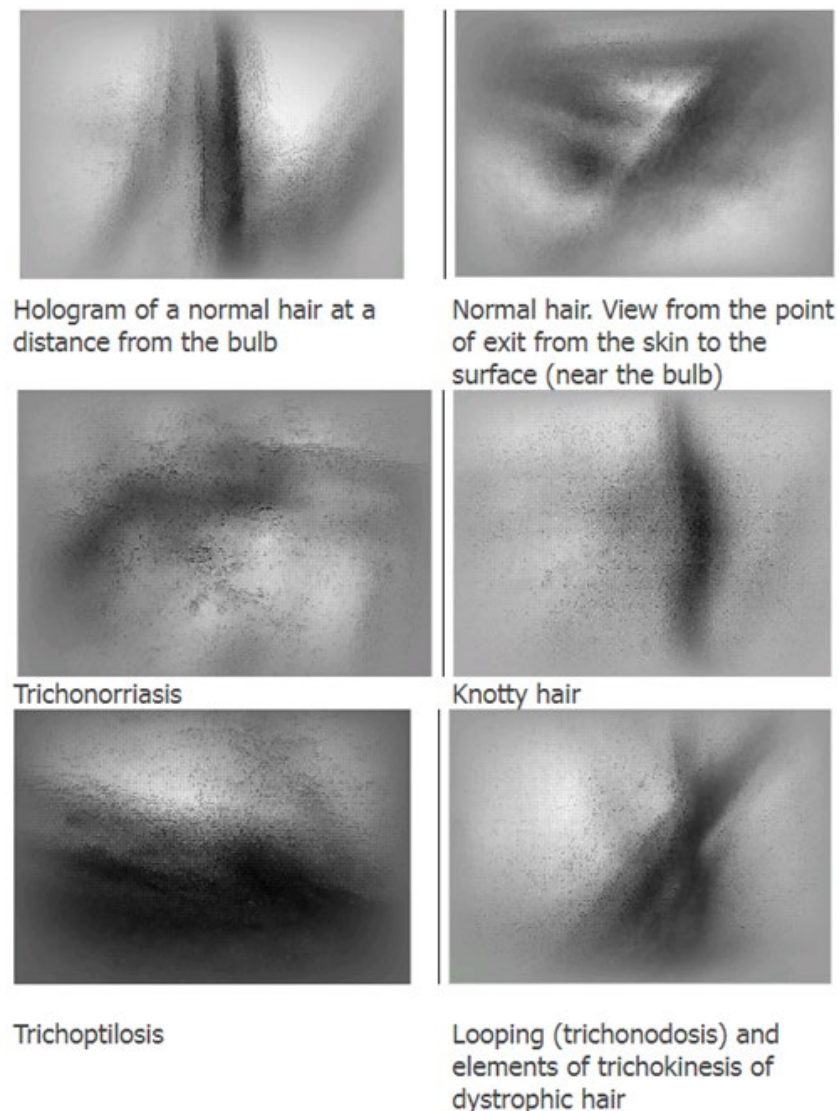 Hologram of a normal hair at a
distance from the bulb
Normal hair. View from the point
of exit from the skin to the
surface (near the bulb)
Trichonorriasis
Knotty hair
Trichoptilosis
Looping (trichonodosis) and
elements of trichokinesis of
dystrophic hair